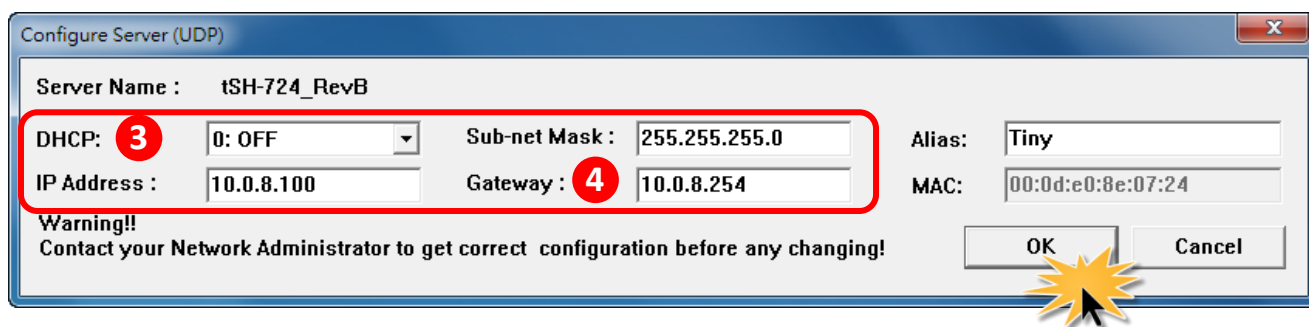 Configure Server (UDP)
x
Server Name : tSH-724_RevB
DHCP: 3 0: OFF Sub-net Mask : 255.255.255.0 Alias: Tiny
IP Address : 10.0.8.100 Gateway : 4 10.0.8.254 MAC: 00:0d:e0:8e:07:24
Warning!!
Contact your Network Administrator to get correct configuration before any changing!
OK Cancel